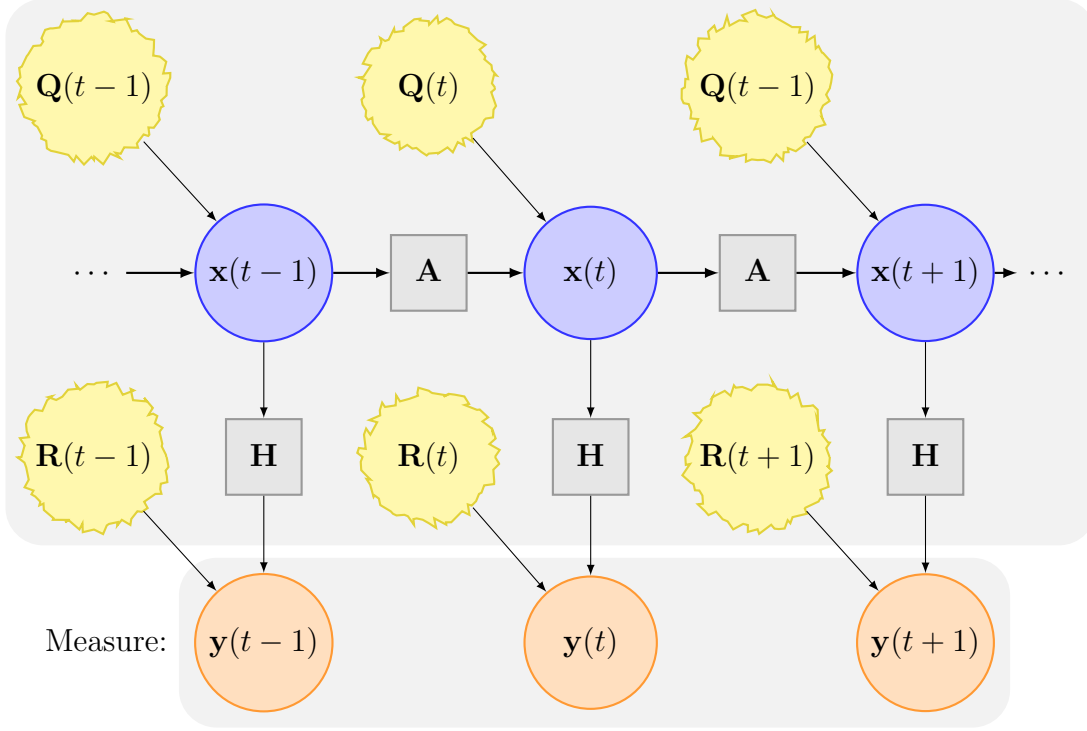 Q(t − 1) Q(t) Q(t − 1)
··· x(t − 1) A x(t) A x(t + 1) ···
R(t − 1) H R(t) H R(t + 1) H
Measure: y(t − 1) y(t) y(t + 1)